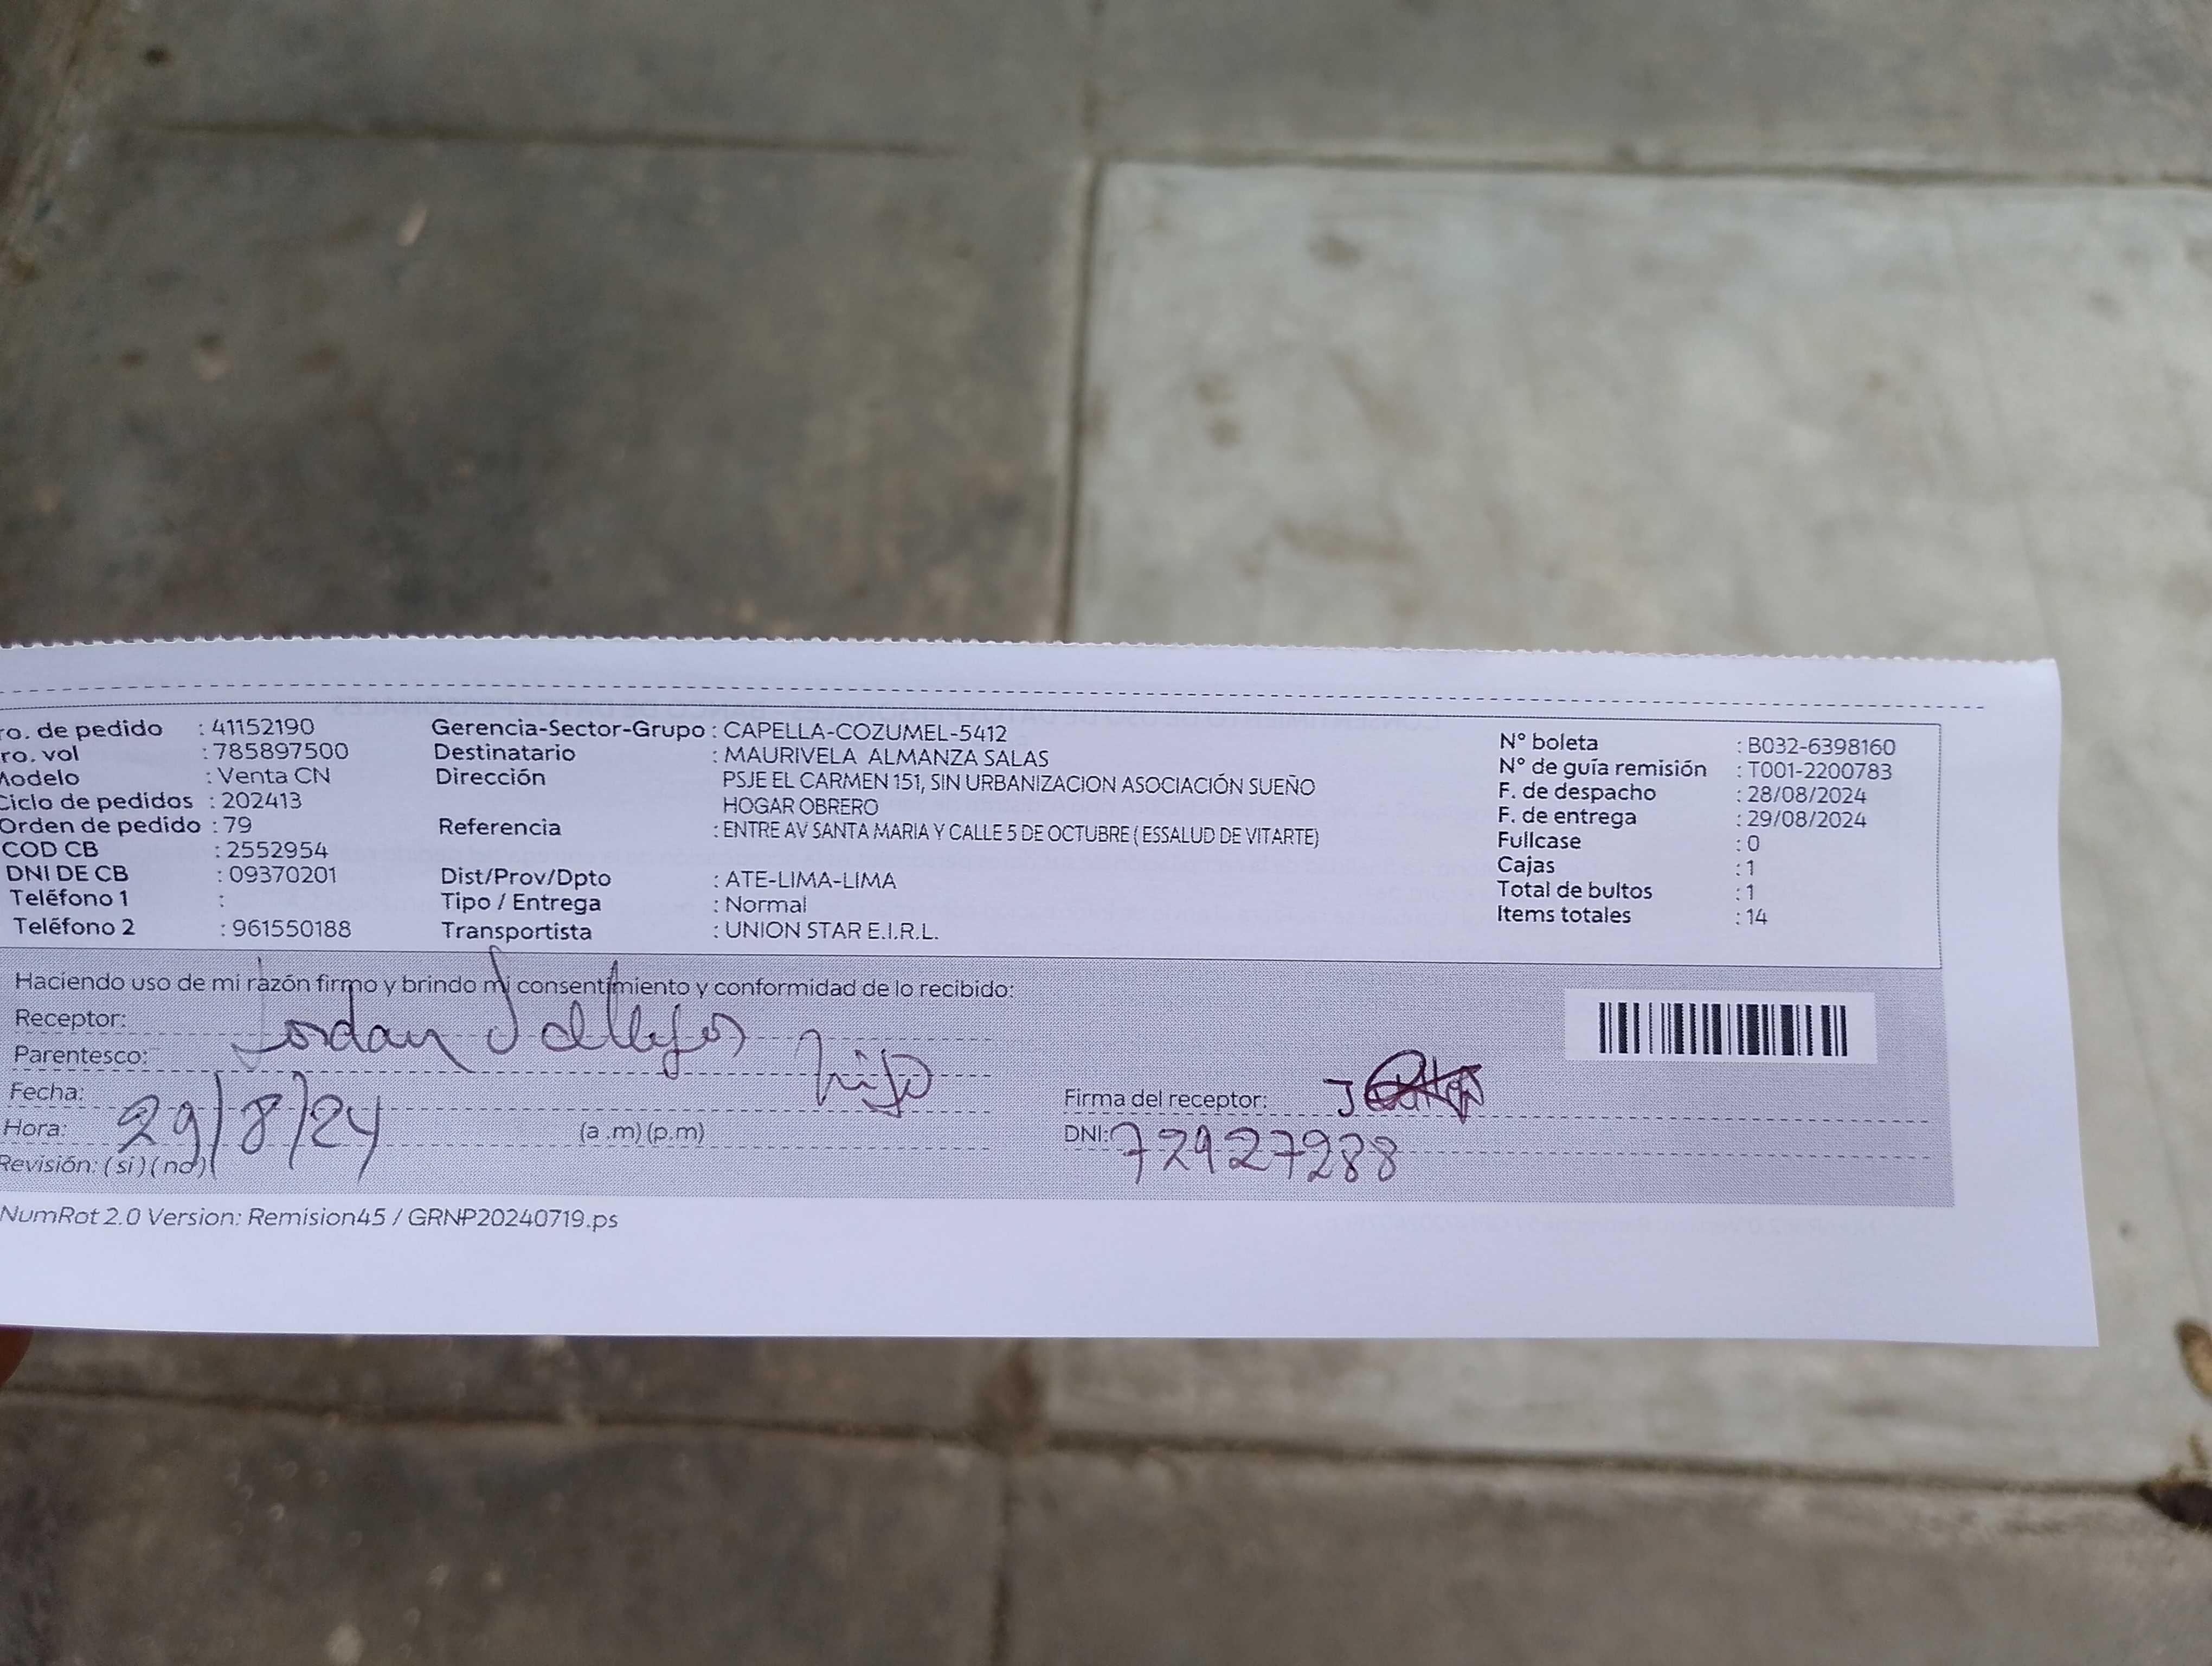 ro. de pedido : 41152190
ro. vol : 785897500
Modelo : Venta CN
Ciclo de pedidos : 202413
Orden de pedido : 79
COD CB : 2552954
DNI DE CB : 09370201
Teléfono 1 :
Teléfono 2 : 961550188
Gerencia-Sector-Grupo : CAPELLA-COZUMEL-5412
Destinatario : MAURIVELA ALMANZA SALAS
Dirección PSJE EL CARMEN 151, SIN URBANIZACION ASOCIACIÓN SUEÑO
HOGAR OBRERO
Referencia : ENTRE AV SANTA MARIA Y CALLE 5 DE OCTUBRE ( ESSALUD DE VITARTE)
Dist/Prov/Dpto : ATE-LIMA-LIMA
Tipo / Entrega : Normal
Transportista : UNION STAR E.I.R.L.
N° boleta : B032-6398160
N° de guía remisión : T001-2200783
F. de despacho : 28/08/2024
F. de entrega : 29/08/2024
Fullcase : 0
Cajas : 1
Total de bultos : 1
Items totales : 14
Haciendo uso de mi razón firmo y brindo mi consentimiento y conformidad de lo recibido:
Receptor: Jordan Vallejos
Parentesco: hijo
Fecha: 29/8/24
Hora: (a .m) (p.m)
Revisión: ( si ) ( no )
Firma del receptor:
DNI: 72927288
NumRot 2.0 Version: Remision45 / GRNP20240719.ps